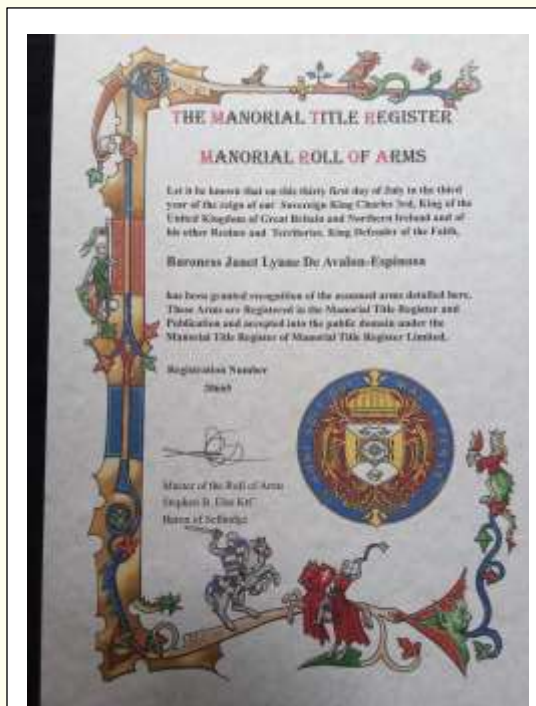 THE MANORIAL TITLE REGISTER
MANORIAL ROLL OF ARMS
Let it be known that on this thirty first day of July in the third
year of the reign of our Sovereign King Charles 3rd, King of the
United Kingdom of Great Britain and Northern Ireland and of
his other Realms and Territories, King Defender of the Faith,
Baroness Janet Lynne De Avalon-Espinosa
has been granted recognition of the assumed arms detailed here.
These Arms are Registered in the Manorial Title Register and
Publication and accepted into the public domain under the
Manorial Title Register of Manorial Title Register Limited.
Registration Number
Master of the Roll of Arms
Stephen B.
Baron of